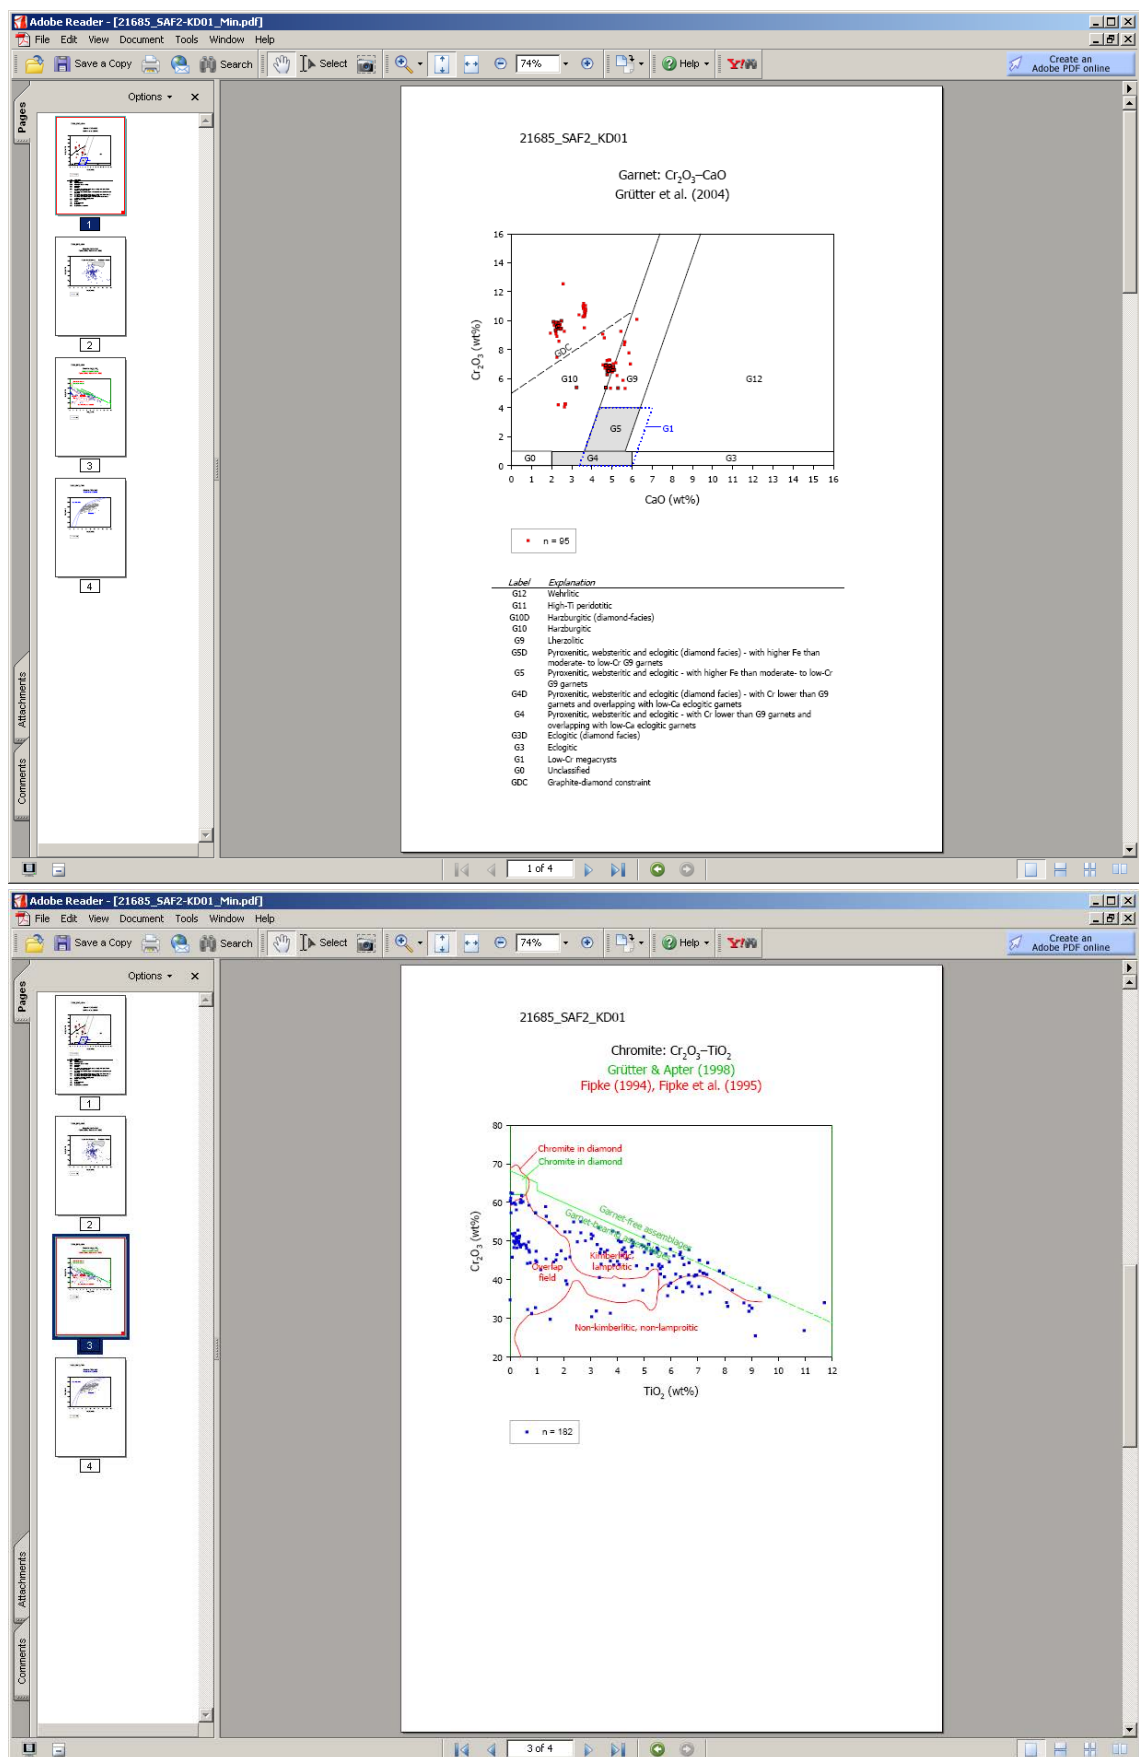 Adobe Reader - [21685_SAF2-KD01_Min.pdf]
File Edit View Document Tools Window Help
Save a Copy Search Select 74% Help Y! Create an Adobe PDF online
Options
Pages
Attachments
Comments
1
2
3
4
21685_SAF2_KD01
Garnet: Cr₂O₃–CaO
Grütter et al. (2004)
Cr₂O₃ (wt%)
16
14
12
10
8
6
4
2
0
GDC
G10
G9
G12
G5
G1
G0
G4
G3
0 1 2 3 4 5 6 7 8 9 10 11 12 13 14 15 16
CaO (wt%)
n = 95
Label Explanation
G12 Wehrlitic
G11 High-Ti peridotitic
G10D Harzburgitic (diamond-facies)
G10 Harzburgitic
G9 Lherzolitic
G5D Pyroxenitic, websteritic and eclogitic (diamond facies) - with higher Fe than
moderate- to low-Cr G9 garnets
G5 Pyroxenitic, websteritic and eclogitic - with higher Fe than moderate- to low-Cr
G9 garnets
G4D Pyroxenitic, websteritic and eclogitic (diamond facies) - with Cr lower than G9
garnets and overlapping with low-Ca eclogitic garnets
G4 Pyroxenitic, websteritic and eclogitic - with Cr lower than G9 garnets and
overlapping with low-Ca eclogitic garnets
G3D Eclogitic (diamond facies)
G3 Eclogitic
G1 Low-Cr megacrysts
G0 Unclassified
GDC Graphite-diamond constraint
1 of 4
Adobe Reader - [21685_SAF2-KD01_Min.pdf]
File Edit View Document Tools Window Help
Save a Copy Search Select 74% Help Y! Create an Adobe PDF online
Options
Pages
Attachments
Comments
1
2
3
4
21685_SAF2_KD01
Chromite: Cr₂O₃–TiO₂
Grütter & Apter (1998)
Fipke (1994), Fipke et al. (1995)
Cr₂O₃ (wt%)
80
70
60
50
40
30
20
Chromite in diamond
Chromite in diamond
Garnet-free assemblages
Garnet-bearing assemblages
Kimberlitic,
lamproitic
Overlap
field
Non-kimberlitic, non-lamproitic
0 1 2 3 4 5 6 7 8 9 10 11 12
TiO₂ (wt%)
n = 182
3 of 4